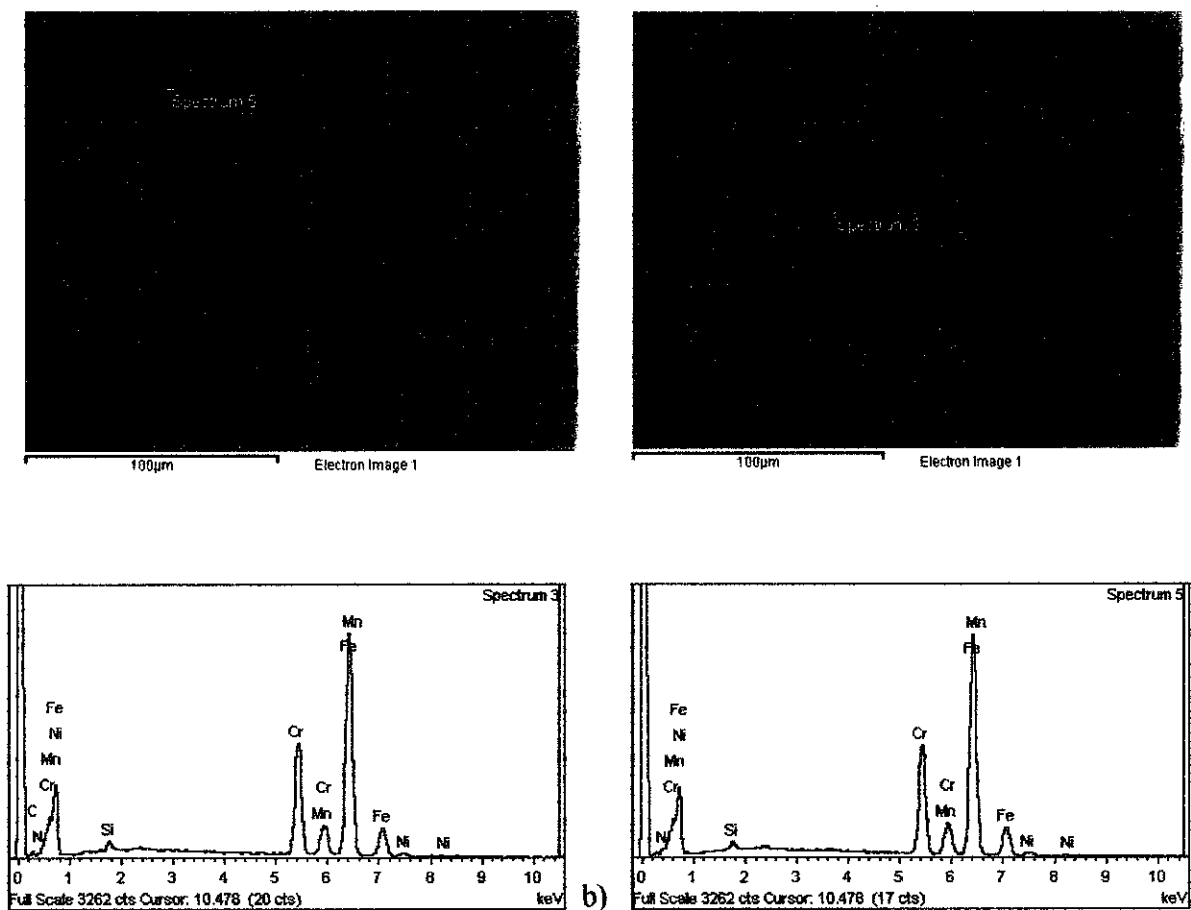 Spectrum 5
100µm
Electron Image 1
Spectrum
100µm
Electron Image 1
Spectrum 3
Mn
Fe
Fe
Ni
Mn
Cr
C
N
Si
Cr
Cr
Mn
Fe
Ni
Ni
0 1 2 3 4 5 6 7 8 9 10
Full Scale 3262 cts Cursor: 10.478 (20 cts)
keV
b)
Spectrum 5
Mn
Fe
Fe
Ni
Mn
Cr
N
Si
Cr
Cr
Mn
Fe
Ni
Ni
0 1 2 3 4 5 6 7 8 9 10
Full Scale 3262 cts Cursor: 10.478 (17 cts)
keV